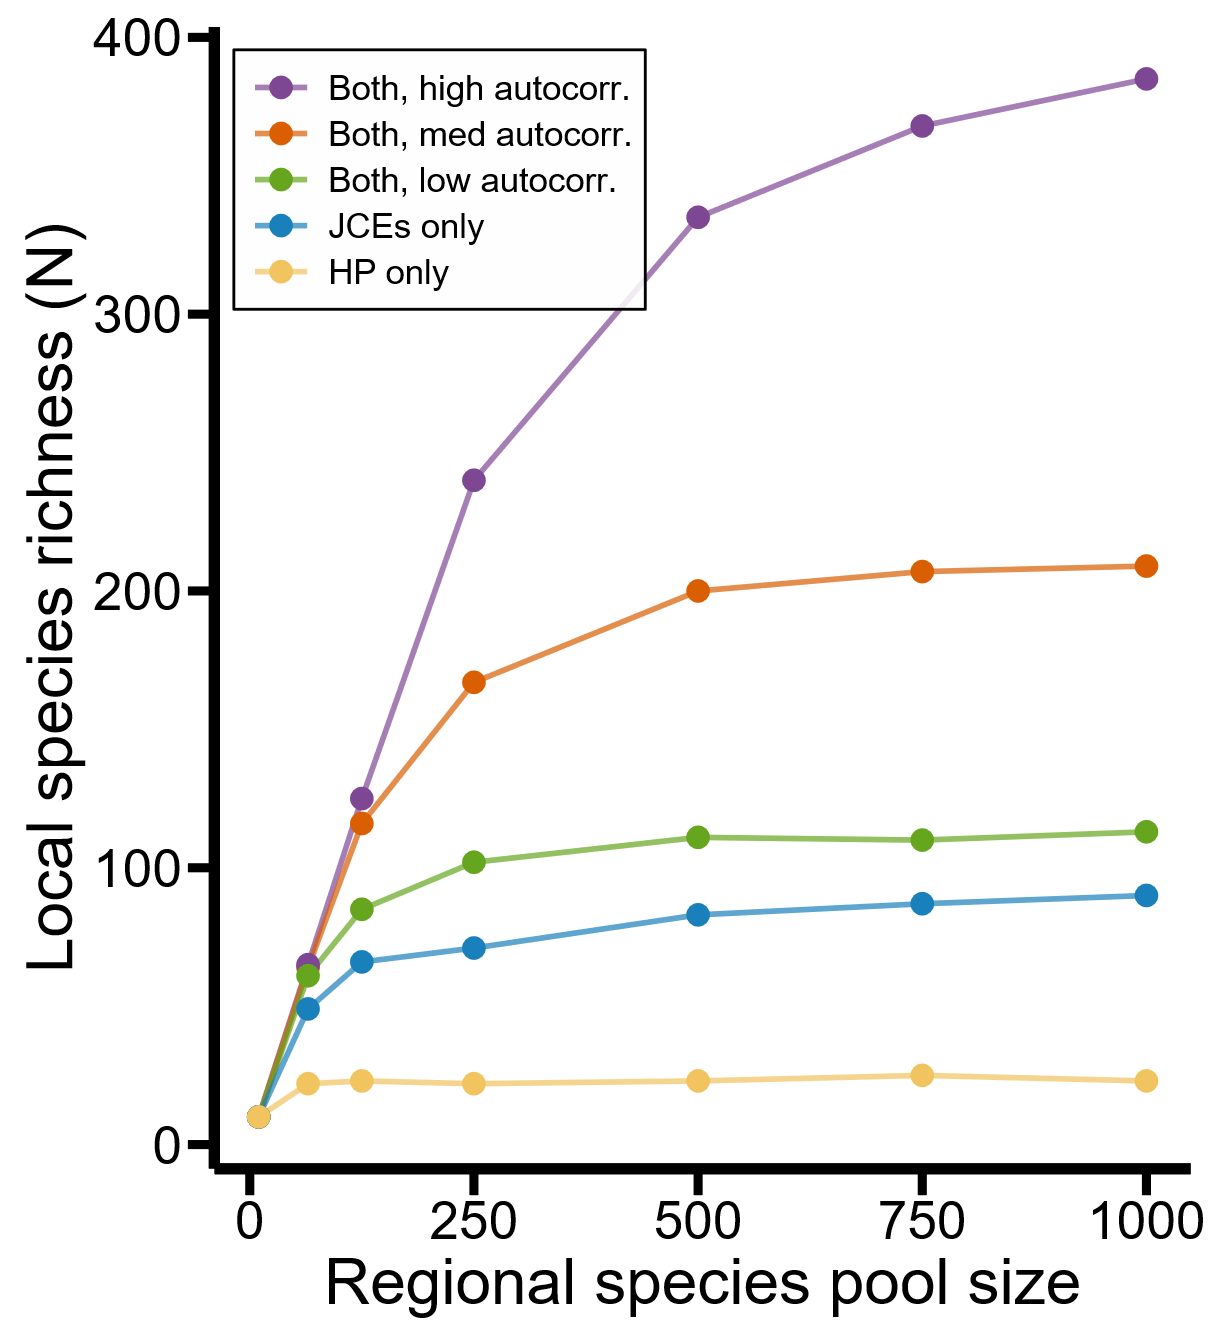 400
300
200
100
0
Local species richness (N)
Both, high autocorr.
Both, med autocorr.
Both, low autocorr.
JCEs only
HP only
0 250 500 750 1000
Regional species pool size